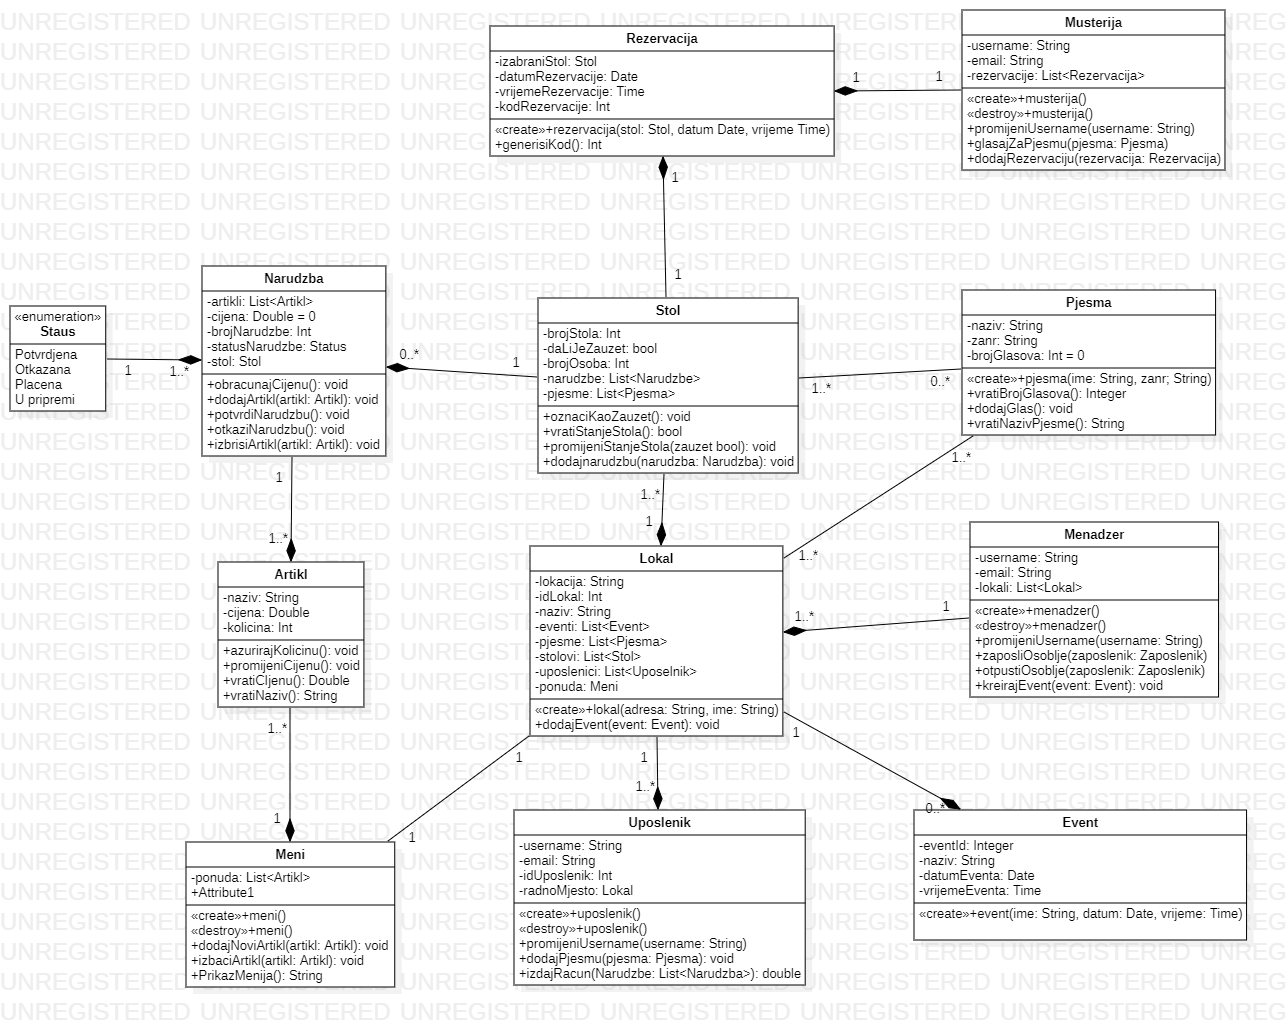 Rezervacija
-izabraniStol: Stol
-datumRezervacije: Date
-vrijemeRezervacije: Time
-kodRezervacije: Int
«create»+rezervacija(stol: Stol, datum Date, vrijeme Time)
+generisiKod(): Int
1
1
Musterija
-username: String
-email: String
-rezervacije: List<Rezervacija>
«create»+musterija()
«destroy»+musterija()
+promijeniUsername(username: String)
+glasajZaPjesmu(pjesma: Pjesma)
+dodajRezervaciju(rezervacija: Rezervacija)
1
1
«enumeration»
Staus
Potvrdjena
Otkazana
Placena
U pripremi
1
1..*
Narudzba
-artikli: List<Artikl>
-cijena: Double = 0
-brojNarudzbe: Int
-statusNarudzbe: Status
-stol: Stol
+obracunajCijenu(): void
+dodajArtikl(artikl: Artikl): void
+potvrdiNarudzbu(): void
+otkaziNarudzbu(): void
+izbrisiArtikl(artikl: Artikl): void
0..*
1
Stol
-brojStola: Int
-daLiJeZauzet: bool
-brojOsoba: Int
-narudzbe: List<Narudzbe>
-pjesme: List<Pjesma>
+oznaciKaoZauzet(): void
+vratiStanjeStola(): bool
+promijeniStanjeStola(zauzet bool): void
+dodajnarudzbu(narudzba: Narudzba): void
1..*
0..*
Pjesma
-naziv: String
-zanr: String
-brojGlasova: Int = 0
«create»+pjesma(ime: String, zanr; String)
+vratiBrojGlasova(): Integer
+dodajGlas(): void
+vratiNazivPjesme(): String
1..*
1..*
1
1..*
1
1..*
Artikl
-naziv: String
-cijena: Double
-kolicina: Int
+azurirajKolicinu(): void
+promijeniCijenu(): void
+vratiCIjenu(): Double
+vratiNaziv(): String
Lokal
-lokacija: String
-idLokal: Int
-naziv: String
-eventi: List<Event>
-pjesme: List<Pjesma>
-stolovi: List<Stol>
-uposlenici: List<Uposelnik>
-ponuda: Meni
«create»+lokal(adresa: String, ime: String)
+dodajEvent(event: Event): void
1..*
1
Menadzer
-username: String
-email: String
-lokali: List<Lokal>
«create»+menadzer()
«destroy»+menadzer()
+promijeniUsername(username: String)
+zaposliOsoblje(zaposlenik: Zaposlenik)
+otpustiOsoblje(zaposlenik: Zaposlenik)
+kreirajEvent(event: Event): void
1..*
1
1
1
1
1..*
1
0..*
Meni
-ponuda: List<Artikl>
+Attribute1
«create»+meni()
«destroy»+meni()
+dodajNoviArtikl(artikl: Artikl): void
+izbaciArtikl(artikl: Artikl): void
+PrikazMenija(): String
Uposlenik
-username: String
-email: String
-idUposlenik: Int
-radnoMjesto: Lokal
«create»+uposlenik()
«destroy»+uposlenik()
+promijeniUsername(username: String)
+dodajPjesmu(pjesma: Pjesma): void
+izdajRacun(Narudzbe: List<Narudzba>): double
Event
-eventId: Integer
-naziv: String
-datumEventa: Date
-vrijemeEventa: Time
«create»+event(ime: String, datum: Date, vrijeme: Time)
UNREGISTERED